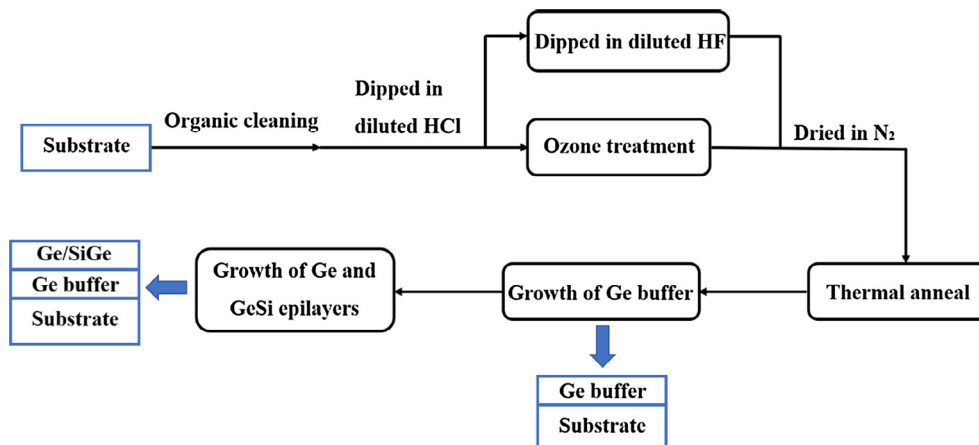 Dipped in diluted HF
Dipped in
diluted HCl
Organic cleaning
Substrate
Ozone treatment
Dried in N₂
Ge/SiGe
Ge buffer
Substrate
Growth of Ge and
GeSi epilayers
Growth of Ge buffer
Thermal anneal
Ge buffer
Substrate